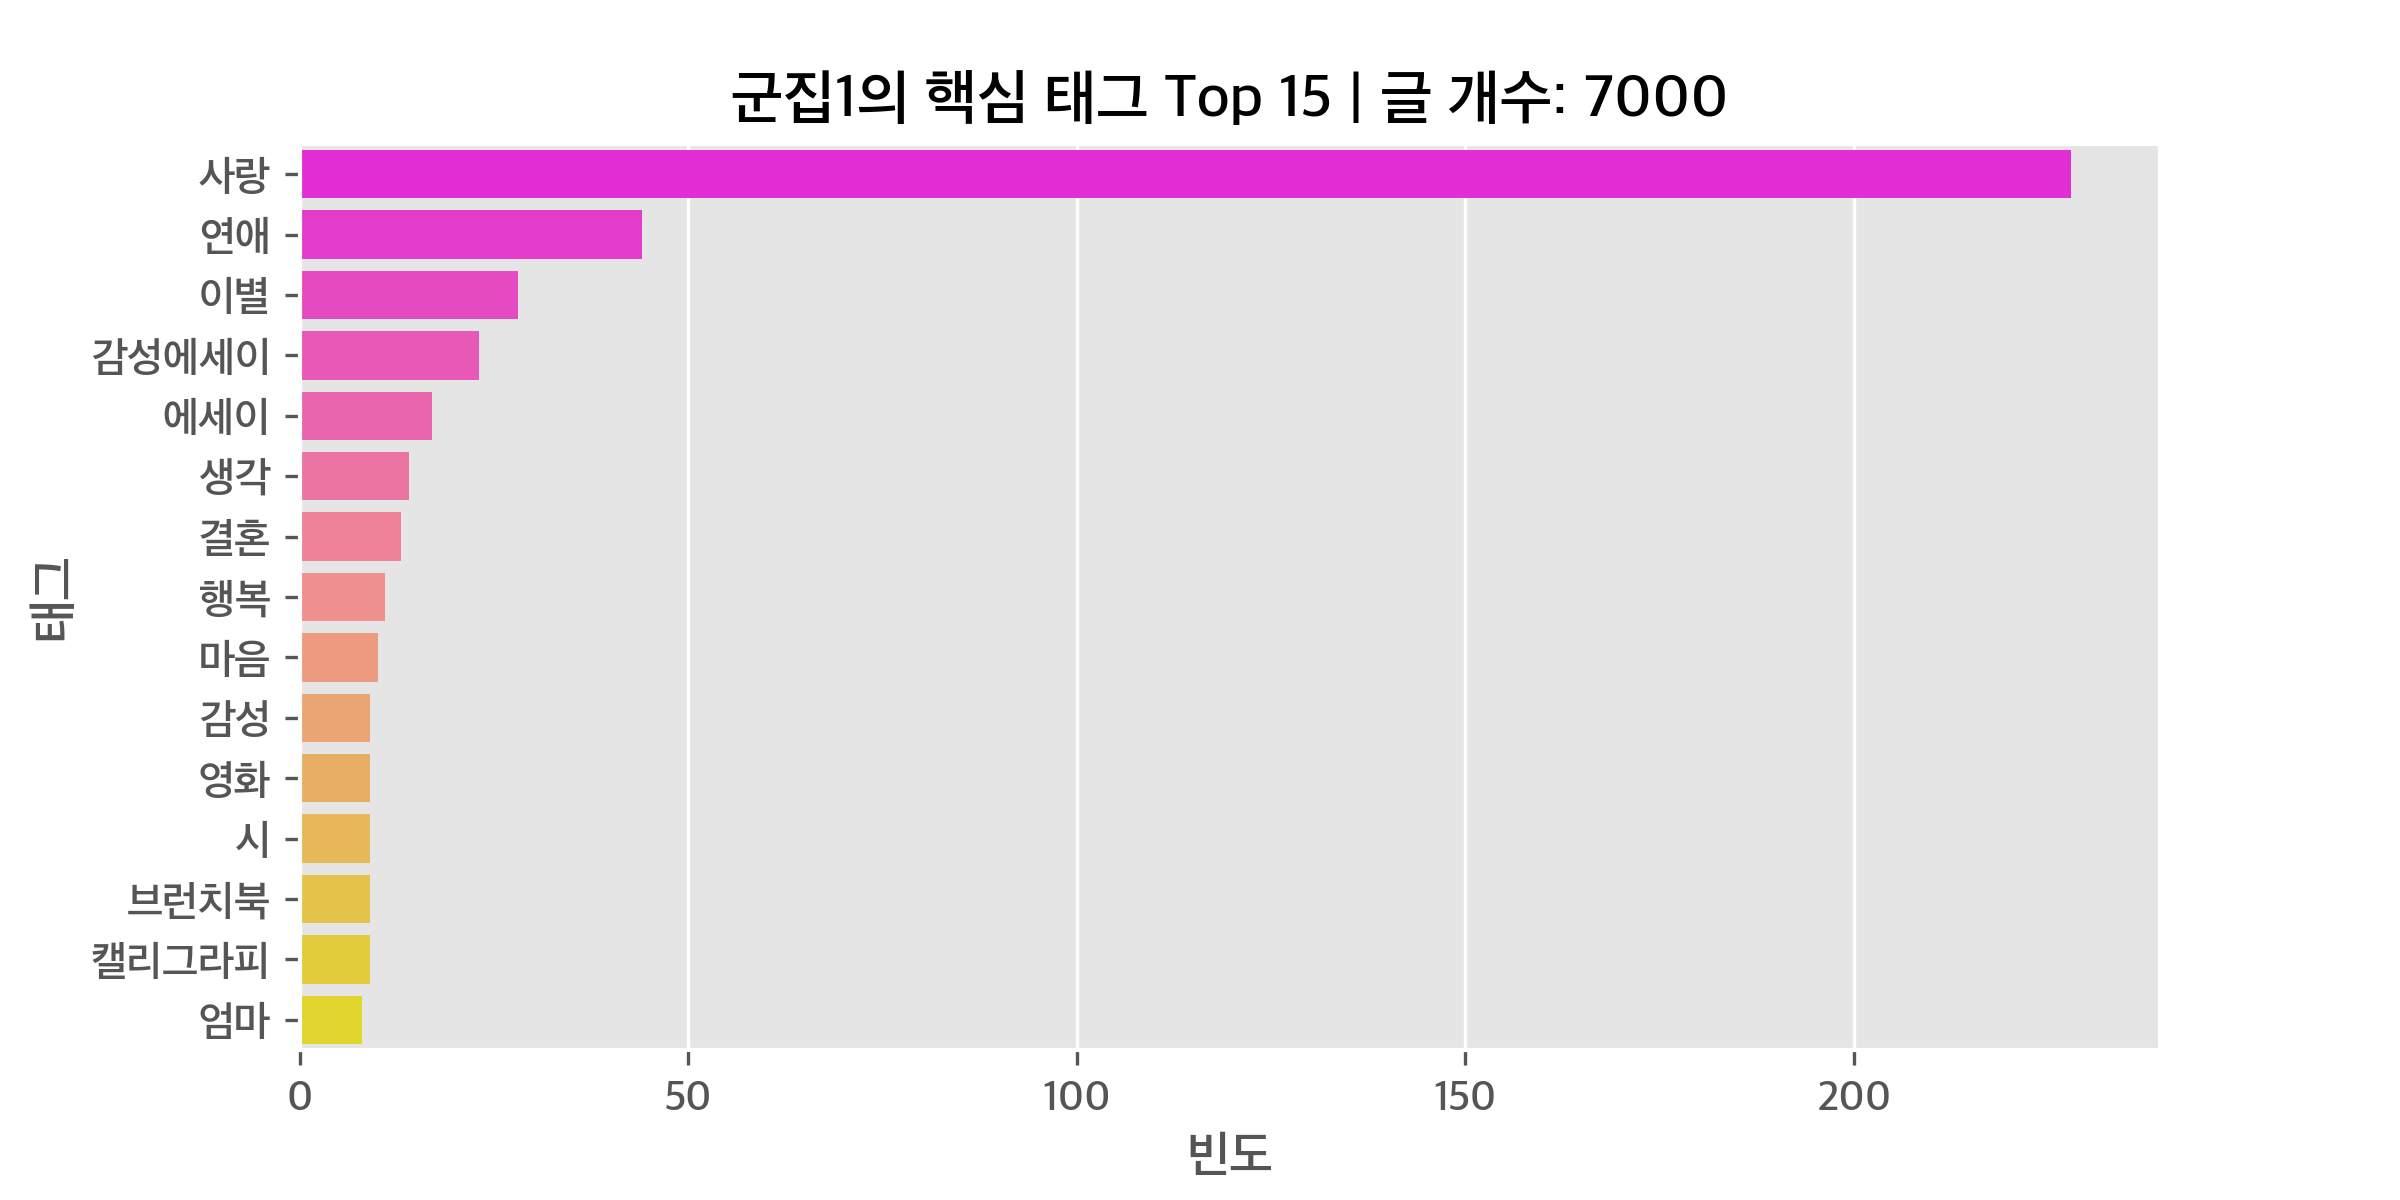 군집1의 핵심 태그 Top 15 | 글 개수: 7000
태그
사랑
연애
이별
감성에세이
에세이
생각
결혼
행복
마음
감성
영화
시
브런치북
캘리그라피
엄마
0 50 100 150 200
빈도